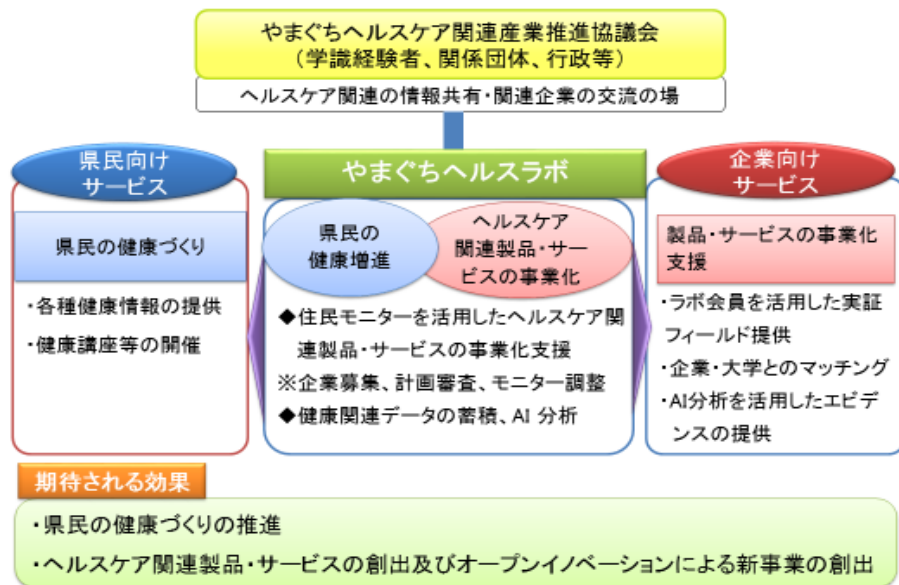 やまぐちヘルスケア関連産業推進協議会
（学識経験者、関係団体、行政等）
ヘルスケア関連の情報共有・関連企業の交流の場
県民向け
サービス
県民の健康づくり
・各種健康情報の提供
・健康講座等の開催
やまぐちヘルスラボ
県民の
健康増進
ヘルスケア
関連製品・サー
ビスの事業化
◆住民モニターを活用したヘルスケア関
連製品・サービスの事業化支援
※企業募集、計画審査、モニター調整
◆健康関連データの蓄積、AI 分析
企業向け
サービス
製品・サービスの事業化
支援
・ラボ会員を活用した実証
フィールド提供
・企業・大学とのマッチング
・AI分析を活用したエビデ
ンスの提供
期待される効果
・県民の健康づくりの推進
・ヘルスケア関連製品・サービスの創出及びオープンイノベーションによる新事業の創出